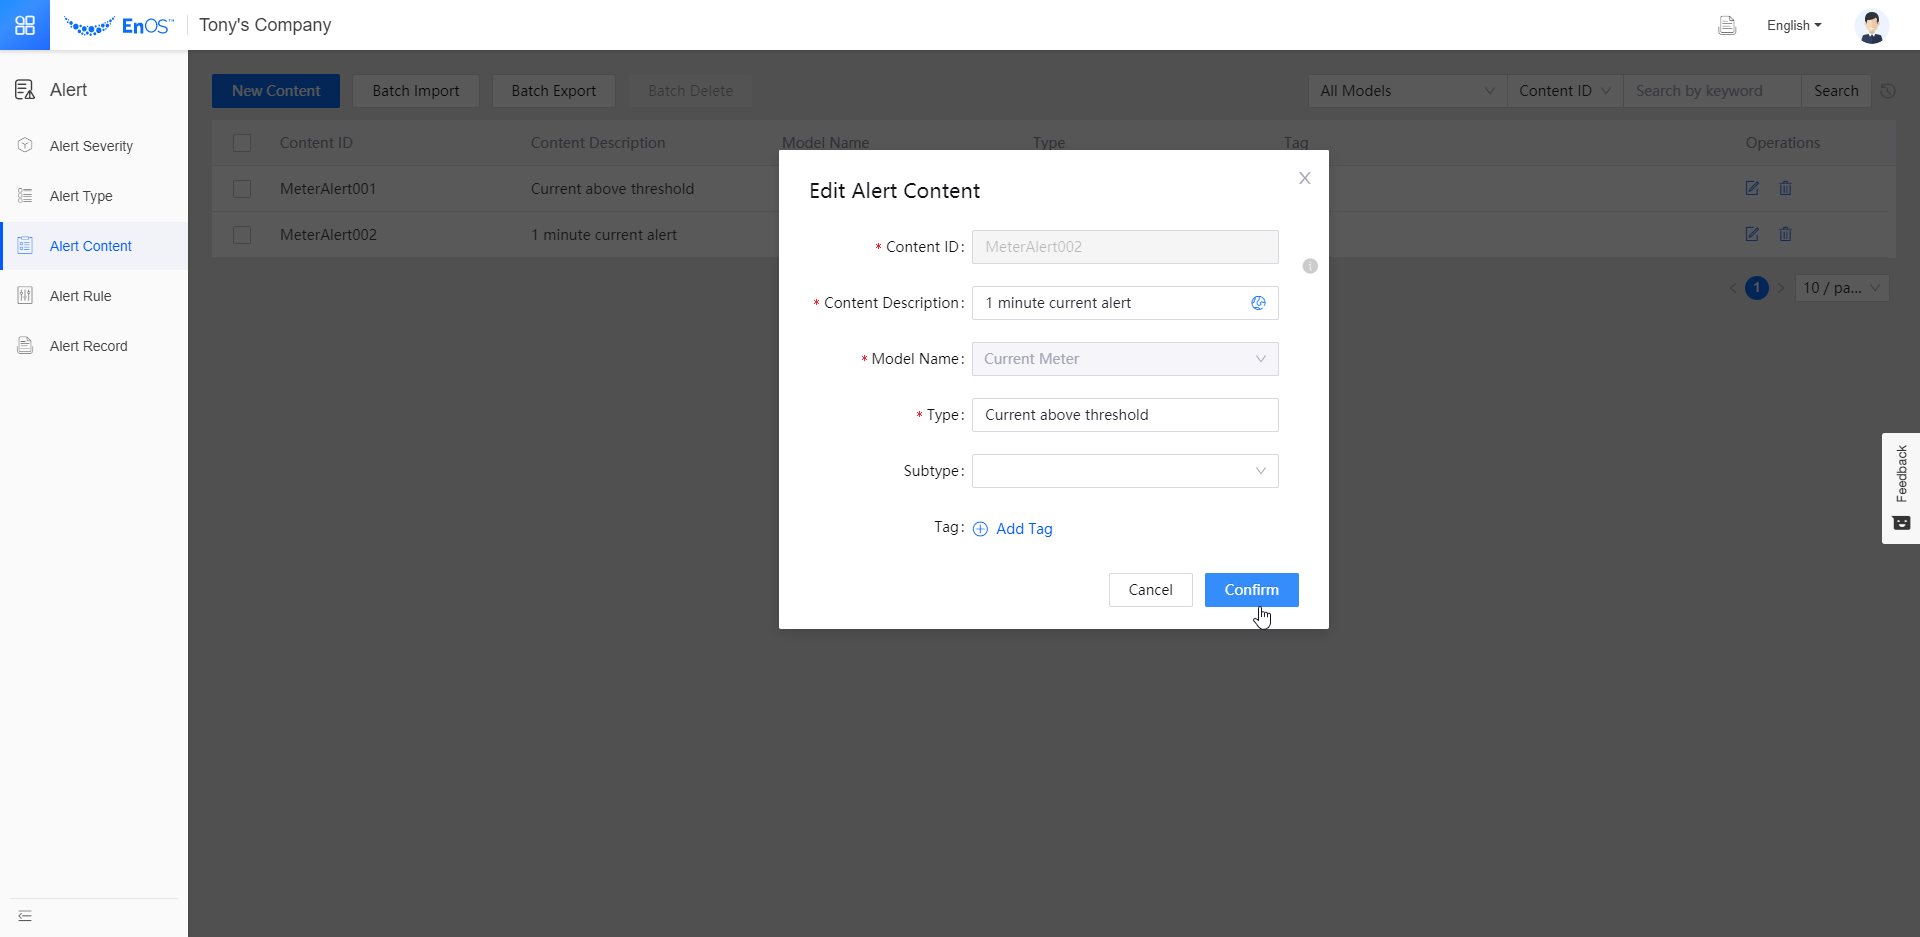 EnOS™ Tony's Company English
Alert
Alert Severity
Alert Type
Alert Content
Alert Rule
Alert Record
New Content Batch Import Batch Export Batch Delete All Models Content ID Search by keyword Search
Content ID Content Description Model Name Type Tag Operations
MeterAlert001 Current above threshold
MeterAlert002 1 minute current alert
1 10 / pa...
Edit Alert Content
* Content ID: MeterAlert002
* Content Description: 1 minute current alert
* Model Name: Current Meter
* Type: Current above threshold
Subtype:
Tag: Add Tag
Cancel Confirm
Feedback